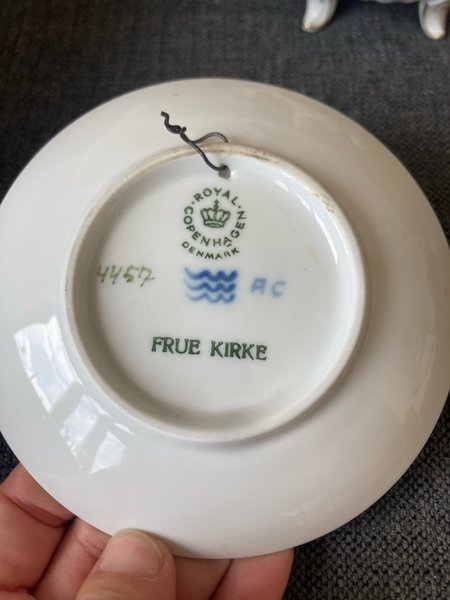 ROYAL
COPENHAGEN
DENMARK
4457
AC
FRUE KIRKE